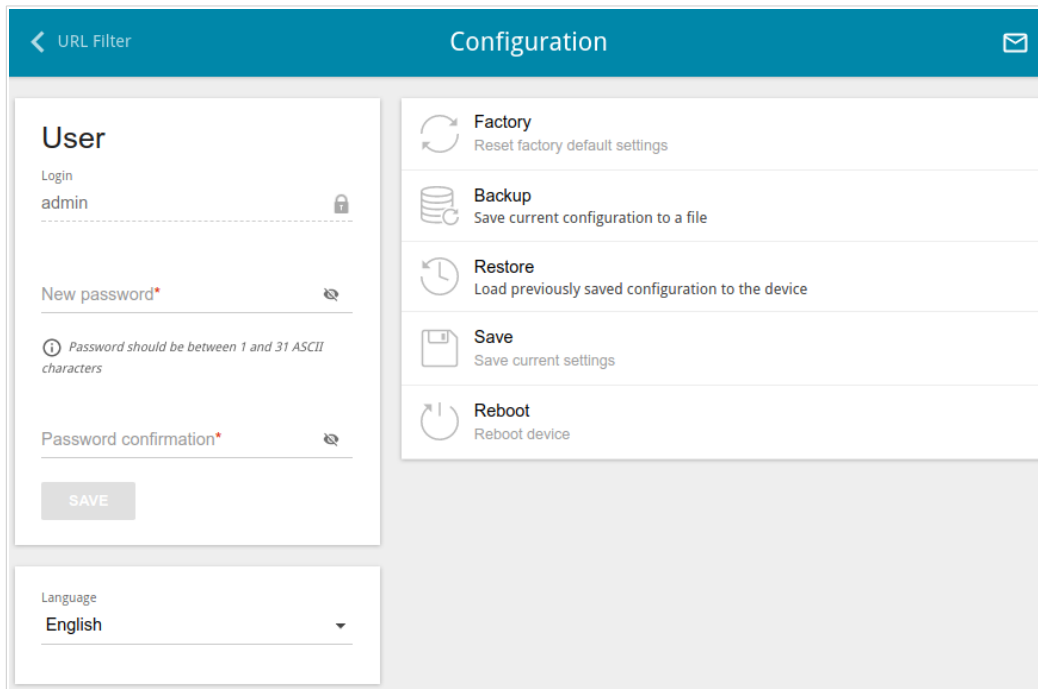 URL Filter
Configuration
User
Login
admin
New password*
Password should be between 1 and 31 ASCII
characters
Password confirmation*
SAVE
Language
English
Factory
Reset factory default settings
Backup
Save current configuration to a file
Restore
Load previously saved configuration to the device
Save
Save current settings
Reboot
Reboot device